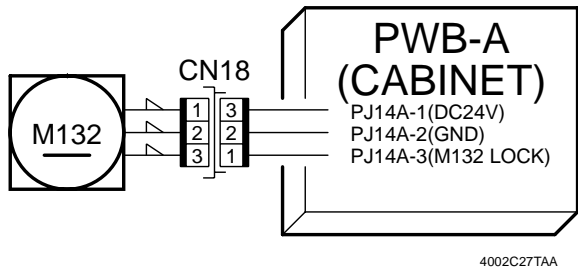 PWB-A
(CABINET)
CN18
M132
1 3 PJ14A-1(DC24V)
2 2 PJ14A-2(GND)
3 1 PJ14A-3(M132 LOCK)
4002C27TAA